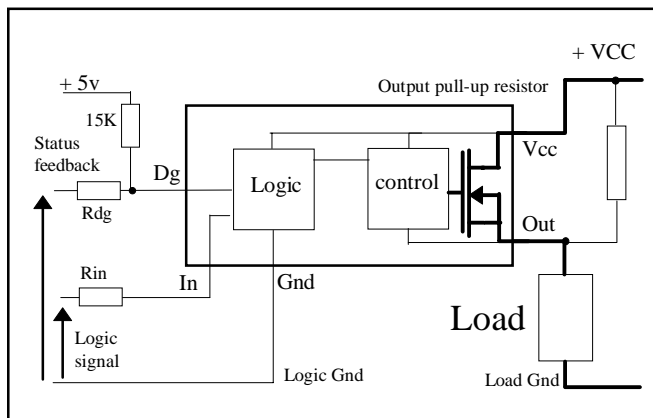 + VCC
+ 5v
Output pull-up resistor
15K
Status
feedback
Vcc
Dg
Logic
control
Rdg
Out
Rin
In
Gnd
Load
Logic
signal
Logic Gnd
Load Gnd